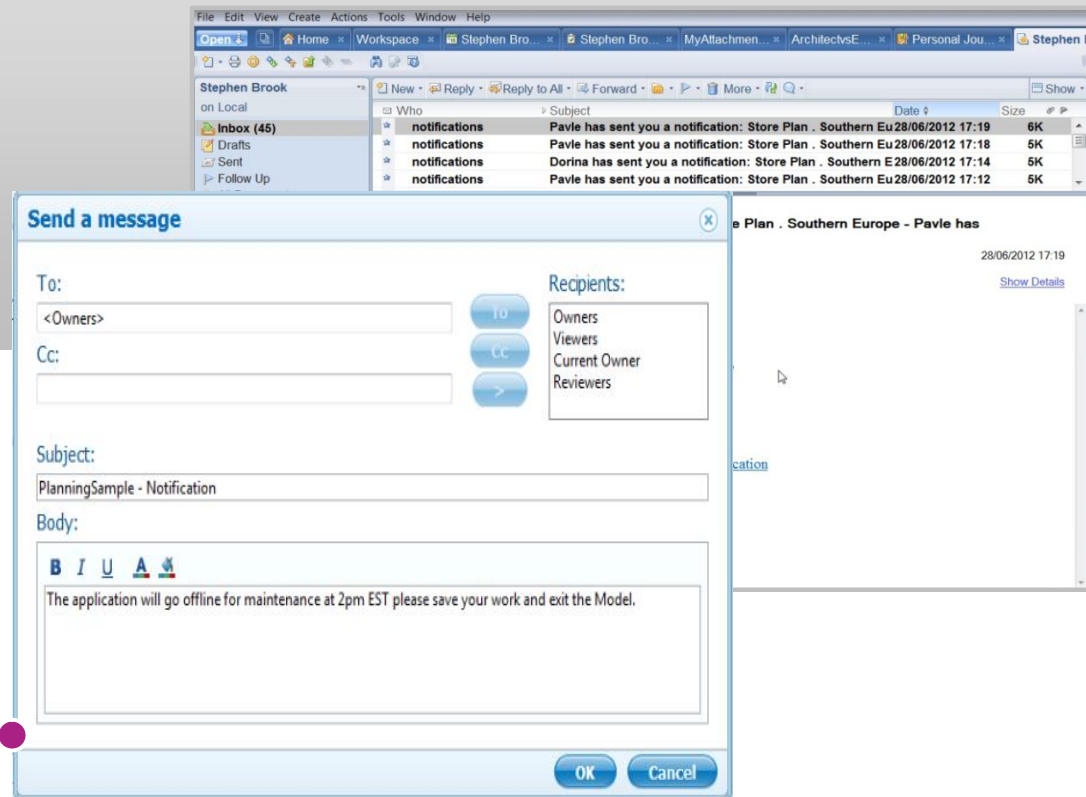 File Edit View Create Actions Tools Window Help
Open Home × Workspace × Stephen Bro... × Stephen Bro... × MyAttachmen... × ArchitectvsE... × Personal Jou... × Stephen
Stephen Brook
on Local
New Reply Reply to All Forward More Show
Who Subject Date Size
Inbox (45)
notifications Pavle has sent you a notification: Store Plan . Southern Eu 28/06/2012 17:19 6K
Drafts
notifications Pavle has sent you a notification: Store Plan . Southern Eu 28/06/2012 17:18 5K
Sent
notifications Dorina has sent you a notification: Store Plan . Southern E 28/06/2012 17:14 5K
Follow Up
notifications Pavle has sent you a notification: Store Plan . Southern Eu 28/06/2012 17:12 5K
e Plan . Southern Europe - Pavle has
28/06/2012 17:19
Show Details
cation
Send a message
To:
<Owners>
Cc:
To
Cc
>
Recipients:
Owners
Viewers
Current Owner
Reviewers
Subject:
PlanningSample - Notification
Body:
B I U A
The application will go offline for maintenance at 2pm EST please save your work and exit the Model.
OK Cancel